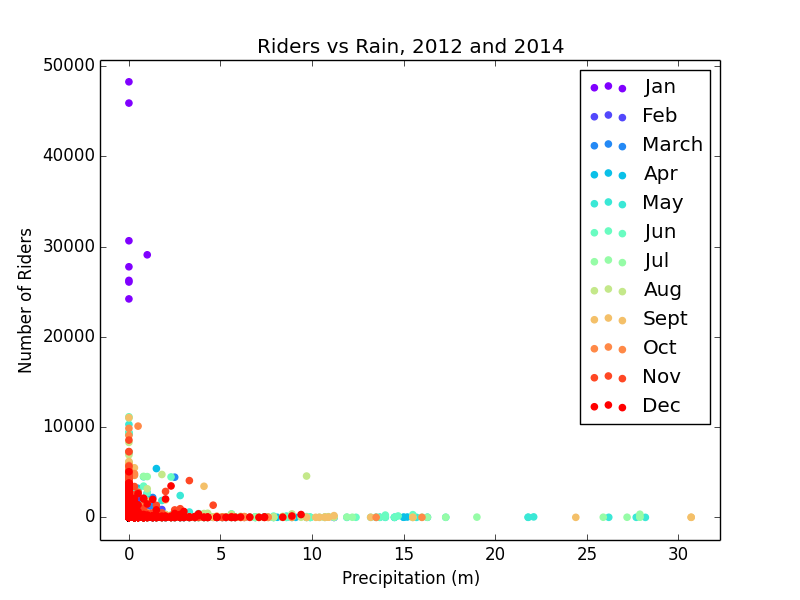 Riders vs Rain, 2012 and 2014
50000
40000
30000
20000
10000
0
Number of Riders
0 5 10 15 20 25 30
Precipitation (m)
Jan
Feb
March
Apr
May
Jun
Jul
Aug
Sept
Oct
Nov
Dec